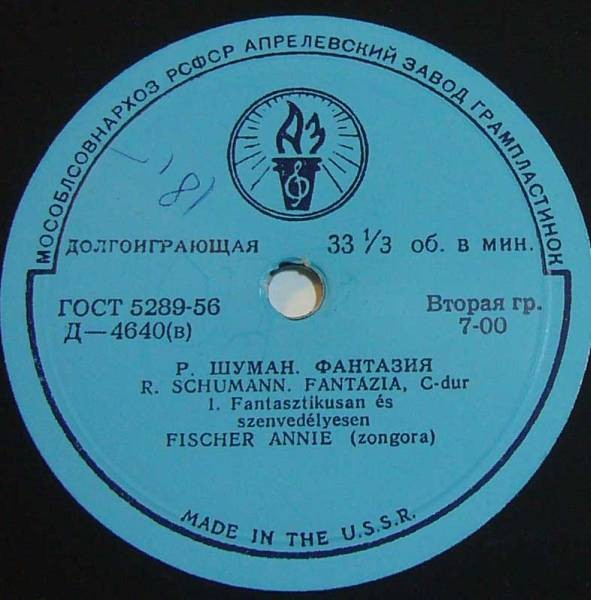 МОСОБЛСОВНАРХОЗ РСФСР АПРЕЛЕВСКИЙ ЗАВОД ГРАМПЛАСТИНОК
АЗ
ДОЛГОИГРАЮЩАЯ 33 1/3 об. в мин.
ГОСТ 5289-56 Вторая гр.
Д—4640(в) 7-00
Р. ШУМАН. ФАНТАЗИЯ
R. SCHUMANN. FANTAZIA, C-dur
1. Fantasztikusan és
szenvedélyesen
FISCHER ANNIE (zongora)
MADE IN THE U.S.S.R.